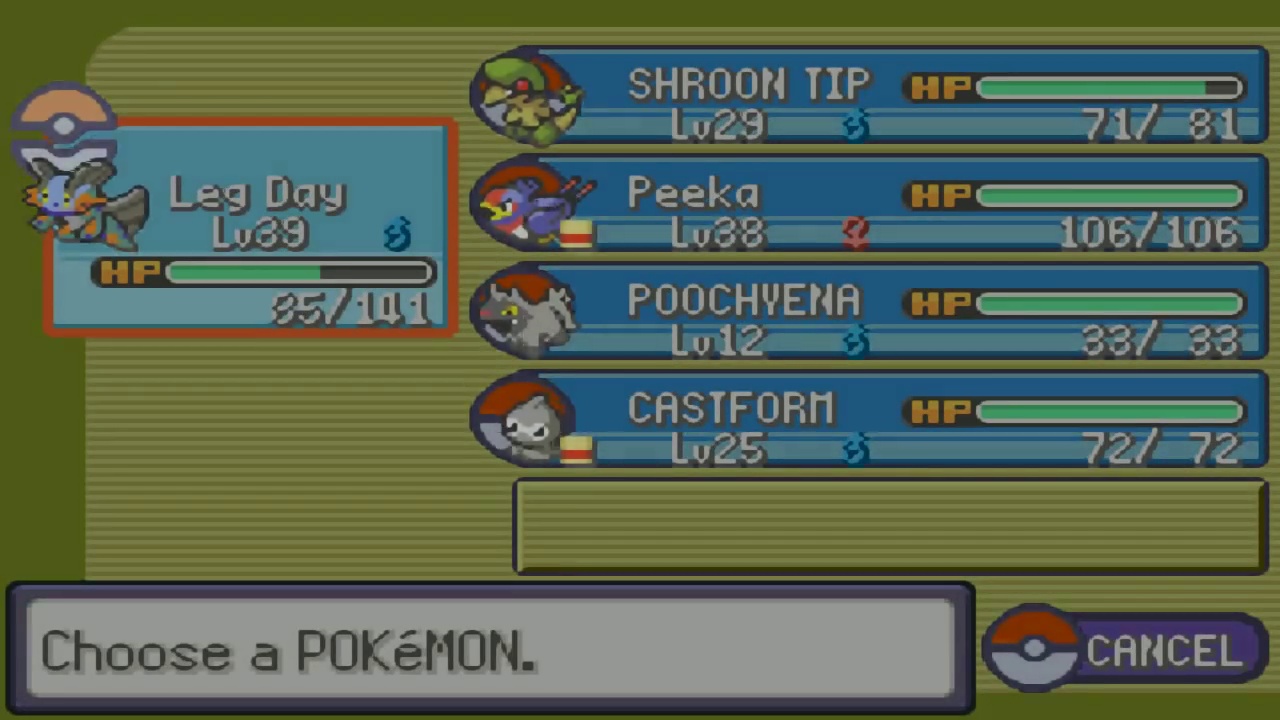 Leg Day
Lv39
HP
85/141
SHROON TIP
HP
Lv29
71/ 81
Peeka
HP
Lv38
106/106
POOCHYENA
HP
Lv12
33/ 33
CASTFORM
HP
Lv25
72/ 72
Choose a POKéMON.
CANCEL